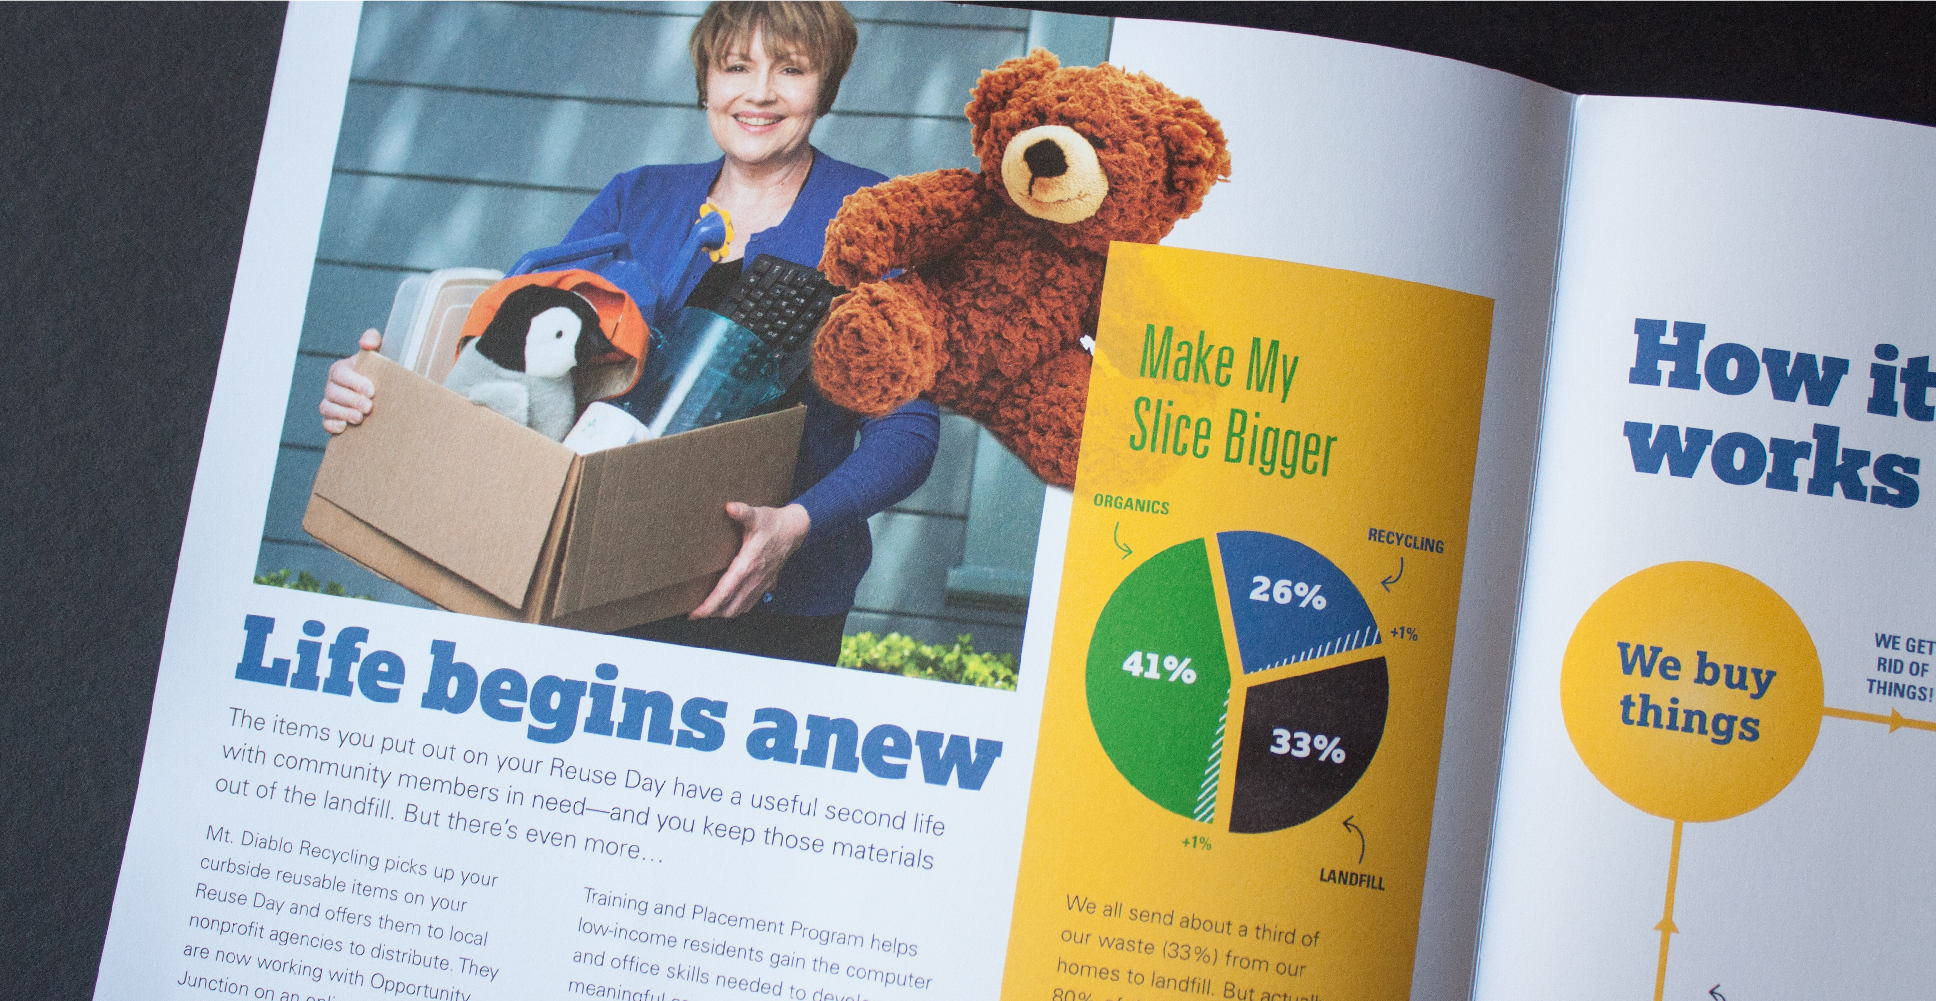 Life begins anew
The items you put out on your Reuse Day have a useful second life
with community members in need—and you keep those materials
out of the landfill. But there's even more…
Mt. Diablo Recycling picks up your
curbside reusable items on your
Reuse Day and offers them to local
nonprofit agencies to distribute. They
are now working with Opportunity
Junction on an
Training and Placement Program helps
low-income residents gain the computer
and office skills needed to
meaningful
Make My
Slice Bigger
ORGANICS
RECYCLING
26%
+1%
41%
33%
+1%
LANDFILL
We all send about a third of
our waste (33%) from our
homes to landfill. But
80%
How it
works
We buy
things
WE GET
RID OF
THINGS!